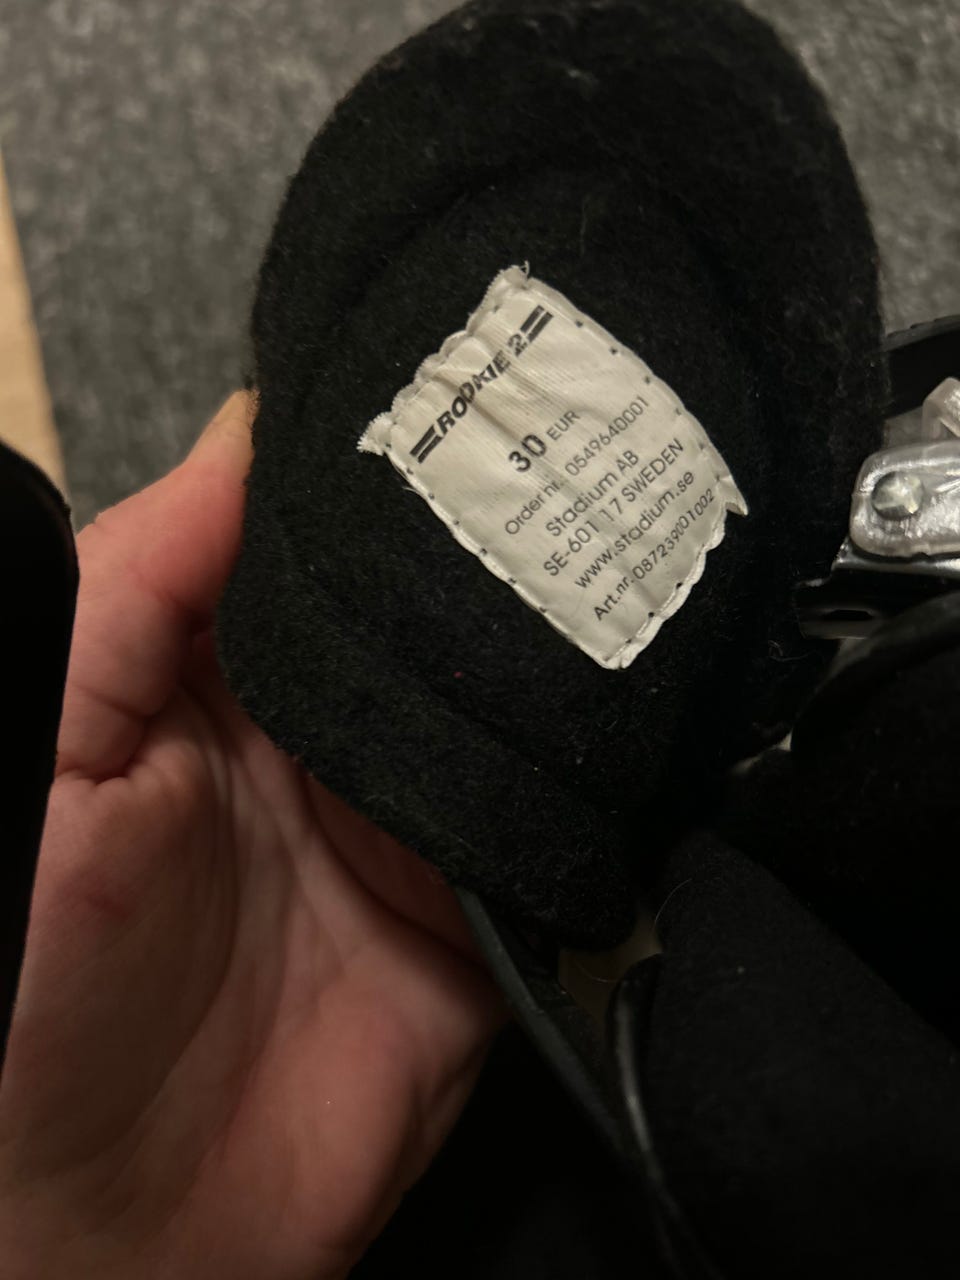 ROOKIE 2
30 EUR
Order nr. 0549640001
Stadium AB
SE-601 17 SWEDEN
www.stadium.se
Art.nr. 087239001002